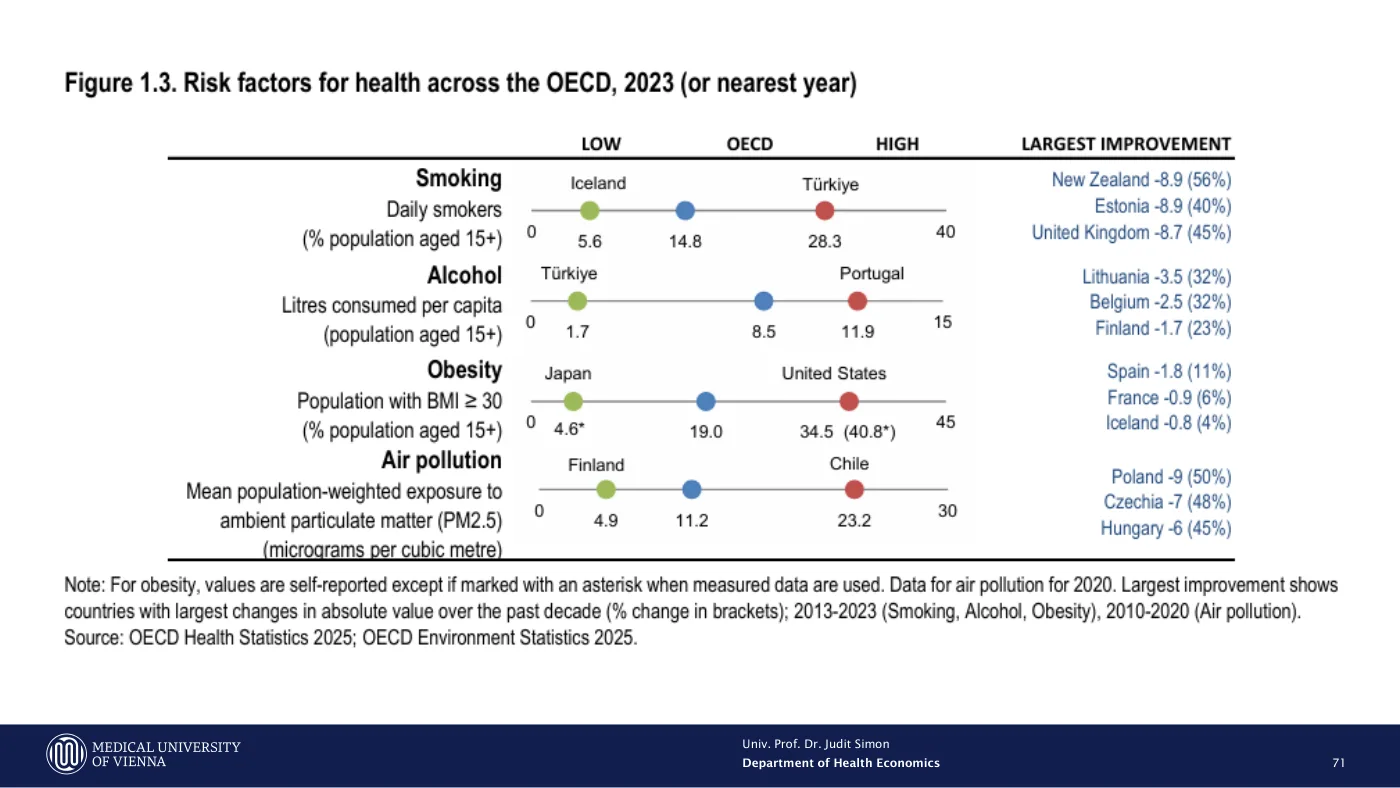 Figure 1.3. Risk factors for health across the OECD, 2023 (or nearest year)
LOW OECD HIGH LARGEST IMPROVEMENT
Smoking
Daily smokers
(% population aged 15+)
Iceland Türkiye
0 5.6 14.8 28.3 40
New Zealand -8.9 (56%)
Estonia -8.9 (40%)
United Kingdom -8.7 (45%)
Alcohol
Litres consumed per capita
(population aged 15+)
Türkiye Portugal
0 1.7 8.5 11.9 15
Lithuania -3.5 (32%)
Belgium -2.5 (32%)
Finland -1.7 (23%)
Obesity
Population with BMI ≥ 30
(% population aged 15+)
Japan United States
0 4.6* 19.0 34.5 (40.8*) 45
Spain -1.8 (11%)
France -0.9 (6%)
Iceland -0.8 (4%)
Air pollution
Mean population-weighted exposure to
ambient particulate matter (PM2.5)
(micrograms per cubic metre)
Finland Chile
0 4.9 11.2 23.2 30
Poland -9 (50%)
Czechia -7 (48%)
Hungary -6 (45%)
Note: For obesity, values are self-reported except if marked with an asterisk when measured data are used. Data for air pollution for 2020. Largest improvement shows
countries with largest changes in absolute value over the past decade (% change in brackets); 2013-2023 (Smoking, Alcohol, Obesity), 2010-2020 (Air pollution).
Source: OECD Health Statistics 2025; OECD Environment Statistics 2025.
MEDICAL UNIVERSITY
OF VIENNA
Univ. Prof. Dr. Judit Simon
Department of Health Economics
71